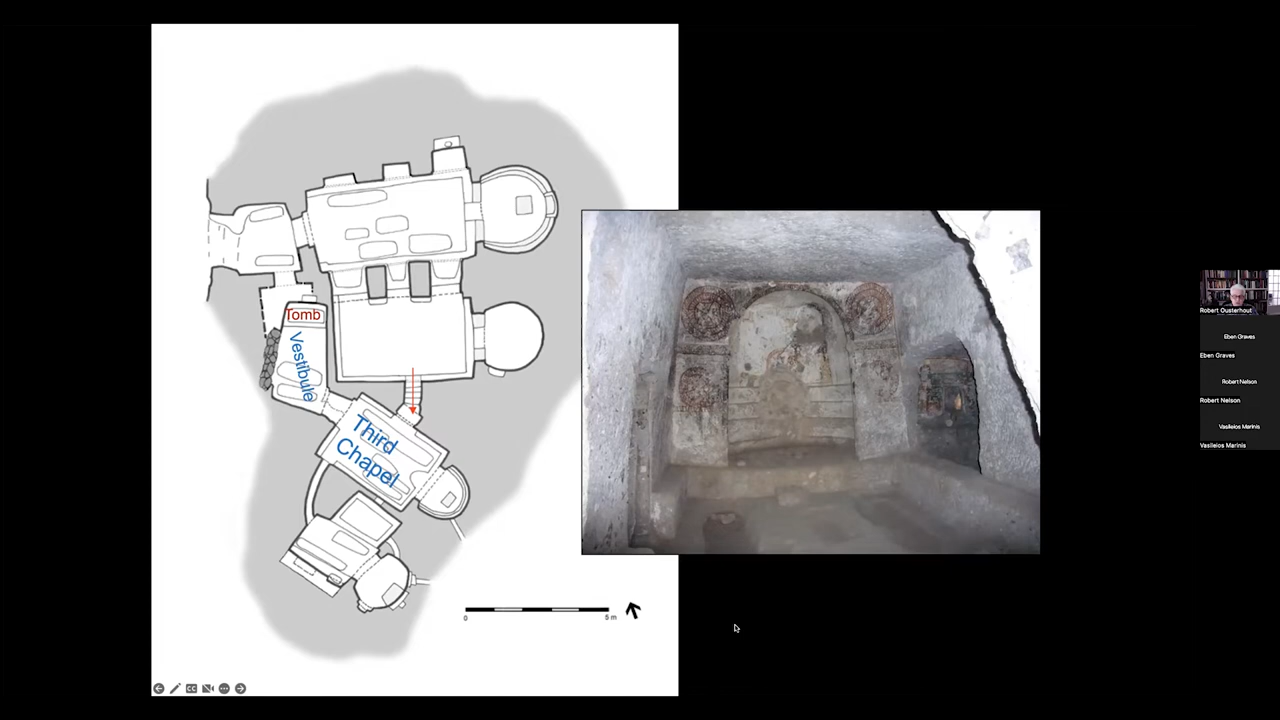 Tomb
Vestibule
Third
Chapel
0
5 m
CC
Robert Ousterhout
Eben Graves
Eben Graves
Robert Nelson
Robert Nelson
Vasileios Marinis
Vasileios Marinis